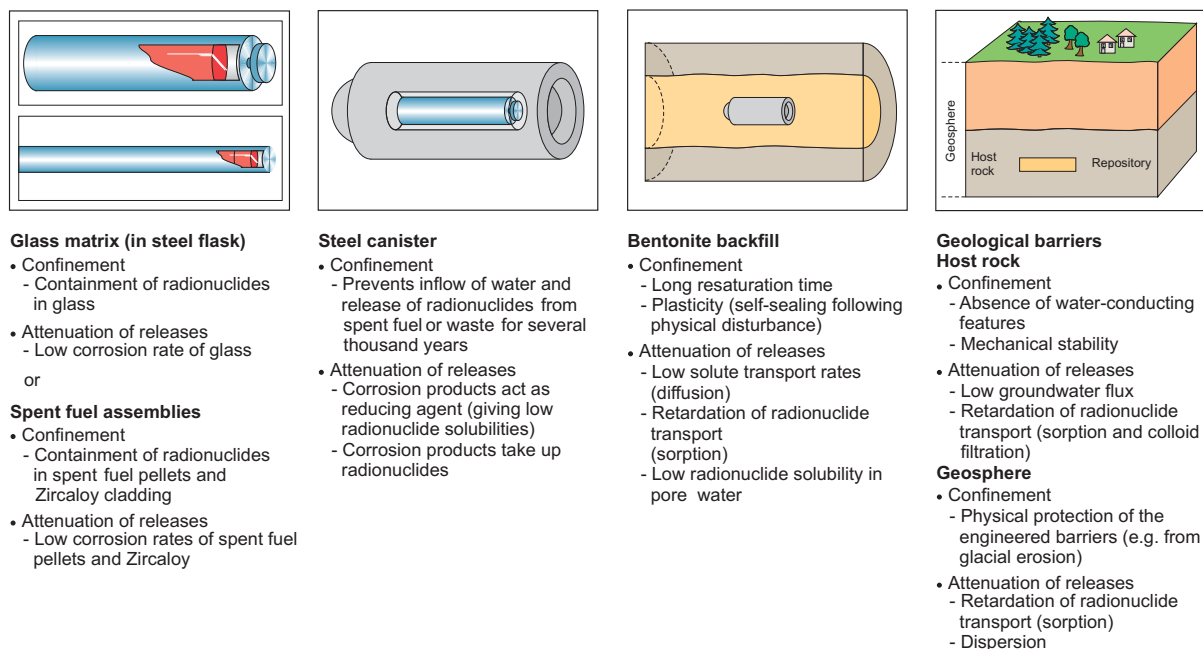 Geosphere
Host
rock
Repository
Glass matrix (in steel flask)
• Confinement
- Containment of radionuclides
in glass
• Attenuation of releases
- Low corrosion rate of glass
or
Spent fuel assemblies
• Confinement
- Containment of radionuclides
in spent fuel pellets and
Zircaloy cladding
• Attenuation of releases
- Low corrosion rates of spent fuel
pellets and Zircaloy
Steel canister
• Confinement
- Prevents inflow of water and
release of radionuclides from
spent fuel or waste for several
thousand years
• Attenuation of releases
- Corrosion products act as
reducing agent (giving low
radionuclide solubilities)
- Corrosion products take up
radionuclides
Bentonite backfill
• Confinement
- Long resaturation time
- Plasticity (self-sealing following
physical disturbance)
• Attenuation of releases
- Low solute transport rates
(diffusion)
- Retardation of radionuclide
transport
(sorption)
- Low radionuclide solubility in
pore water
Geological barriers
Host rock
• Confinement
- Absence of water-conducting
features
- Mechanical stability
• Attenuation of releases
- Low groundwater flux
- Retardation of radionuclide
transport (sorption and colloid
filtration)
Geosphere
• Confinement
- Physical protection of the
engineered barriers (e.g. from
glacial erosion)
• Attenuation of releases
- Retardation of radionuclide
transport (sorption)
- Dispersion